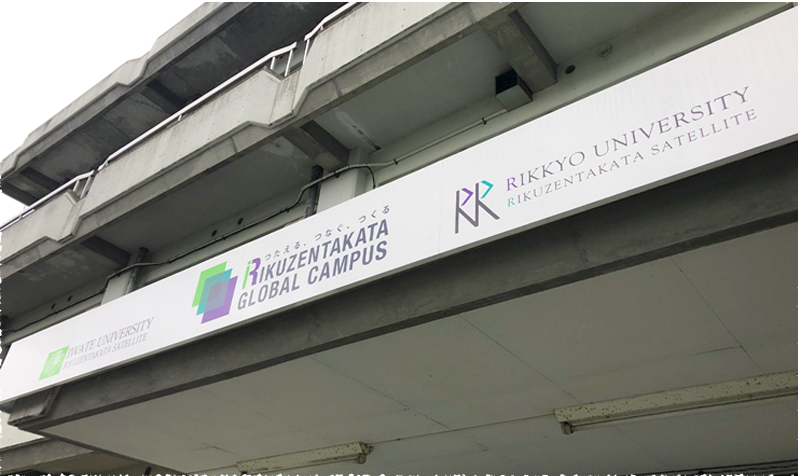 IWATE UNIVERSITY
RIKUZENTAKATA SATELLITE
つたえる、つなぐ、つくる
RIKUZENTAKATA
GLOBAL CAMPUS
RIKKYO UNIVERSITY
RIKUZENTAKATA SATELLITE